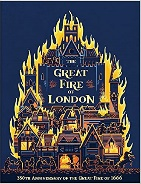 THE
GREAT
FIRE OF
LONDON
350TH ANNIVERSARY OF THE GREAT FIRE OF 1666